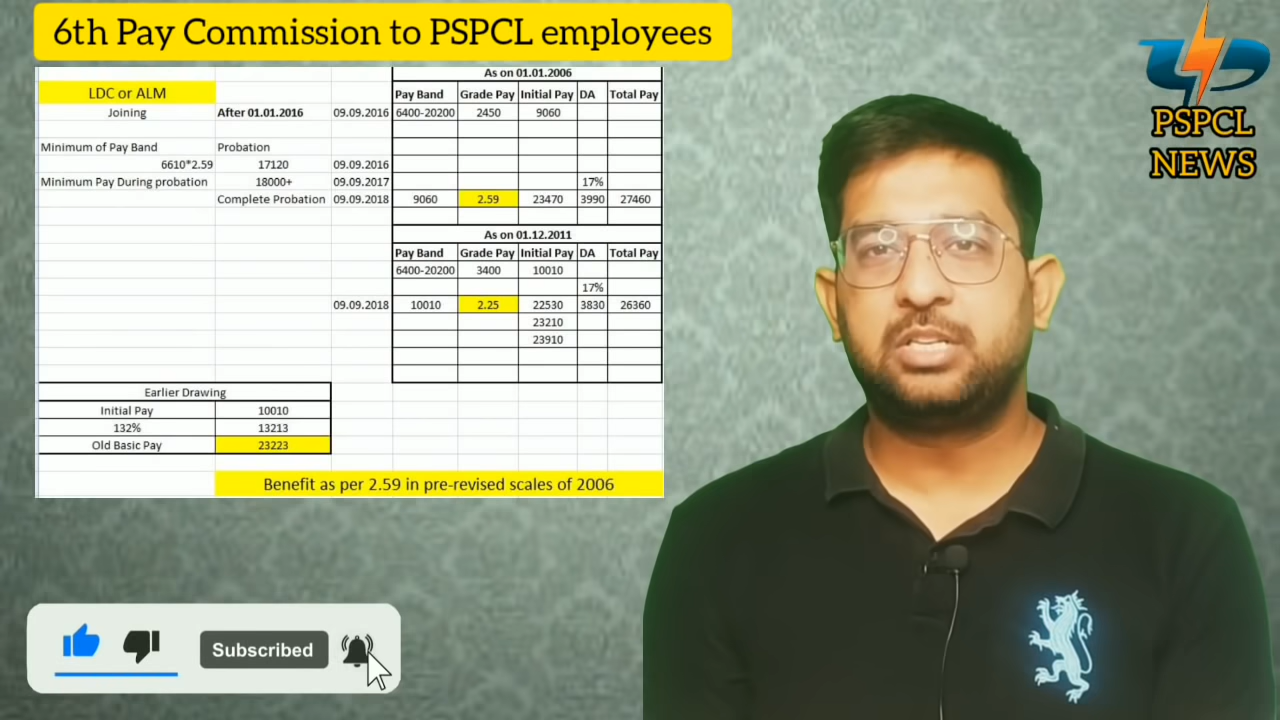 6th Pay Commission to PSPCL employees
PSPCL
NEWS
As on 01.01.2006
LDC or ALM Pay Band Grade Pay Initial Pay DA Total Pay
Joining After 01.01.2016 09.09.2016 6400-20200 2450 9060
Minimum of Pay Band Probation
6610*2.59 17120 09.09.2016
Minimum Pay During probation 18000+ 09.09.2017 17%
Complete Probation 09.09.2018 9060 2.59 23470 3990 27460
As on 01.12.2011
Pay Band Grade Pay Initial Pay DA Total Pay
6400-20200 3400 10010
17%
09.09.2018 10010 2.25 22530 3830 26360
23210
23910
Earlier Drawing
Initial Pay 10010
132% 13213
Old Basic Pay 23223
Benefit as per 2.59 in pre-revised scales of 2006
Subscribed